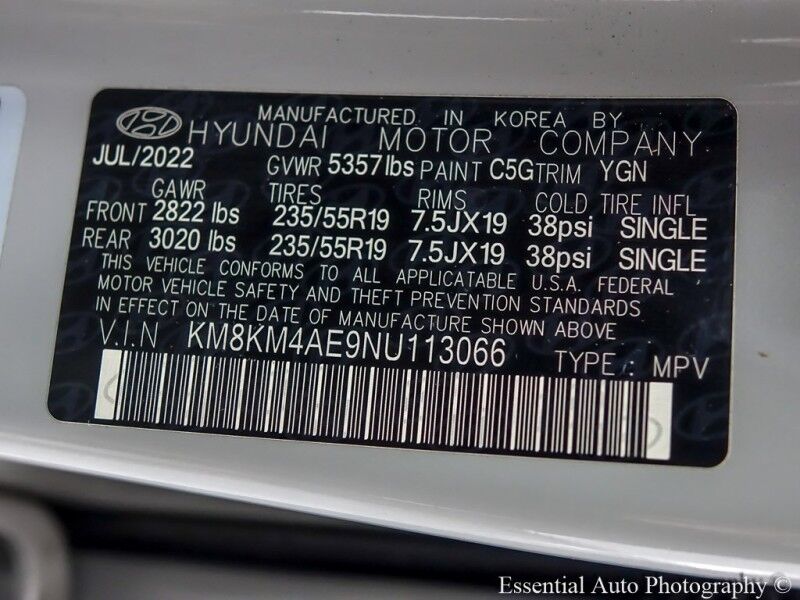 MANUFACTURED IN KOREA BY
HYUNDAI MOTOR COMPANY
JUL/2022 GVWR 5357 lbs PAINT C5G TRIM YGN
GAWR TIRES RIMS COLD TIRE INFL
FRONT 2822 lbs 235/55R19 7.5JX19 38psi SINGLE
REAR 3020 lbs 235/55R19 7.5JX19 38psi SINGLE
THIS VEHICLE CONFORMS TO ALL APPLICATABLE U.S.A. FEDERAL
MOTOR VEHICLE SAFETY AND THEFT PREVENTION STANDARDS
IN EFFECT ON THE DATE OF MANUFACTURE SHOWN ABOVE
V.I.N KM8KM4AE9NU113066 TYPE : MPV
Essential Auto Photography ©